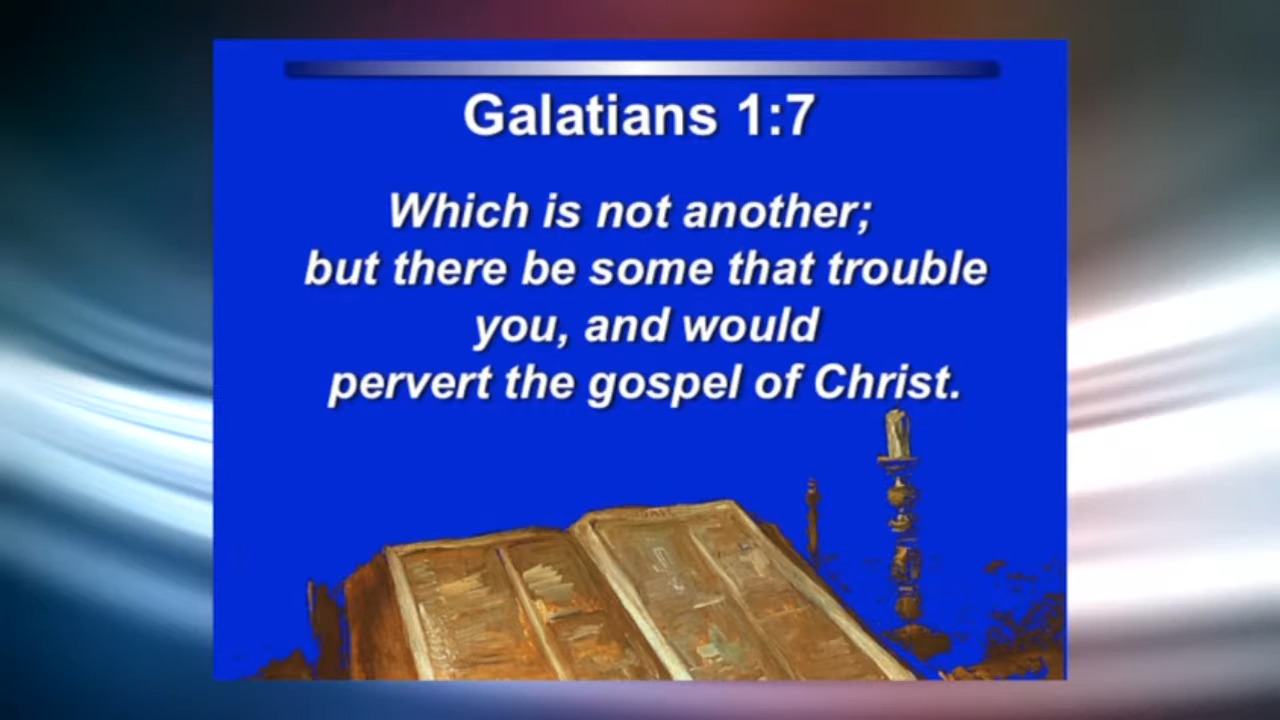 Galatians 1:7
Which is not another;
but there be some that trouble
you, and would
pervert the gospel of Christ.